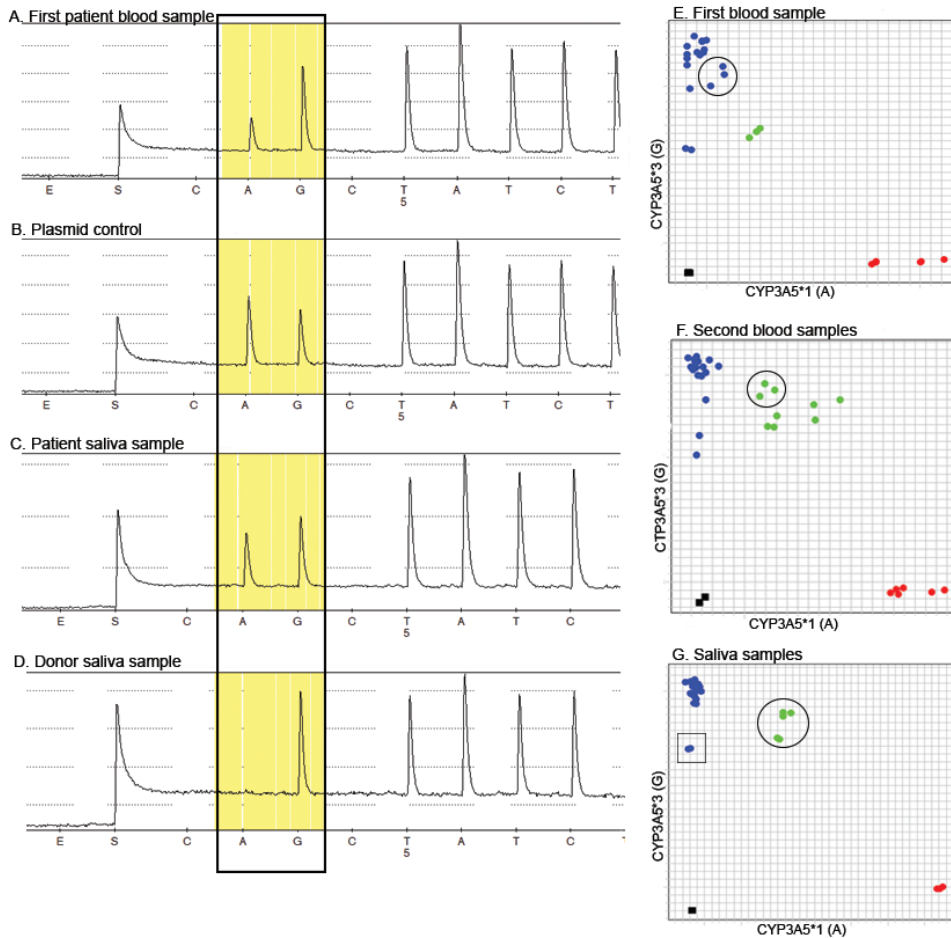 A. First patient blood sample
E S C A G C T A T C T
5
B. Plasmid control
E S C A G C T A T C T
5
C. Patient saliva sample
E S C A G C T A T C
5
D. Donor saliva sample
E S C A G C T A T C
5
E. First blood sample
CYP3A5*3 (G)
CYP3A5*1 (A)
F. Second blood samples
CTP3A5*3 (G)
CYP3A5*1 (A)
G. Saliva samples
CYP3A5*3 (G)
CYP3A5*1 (A)